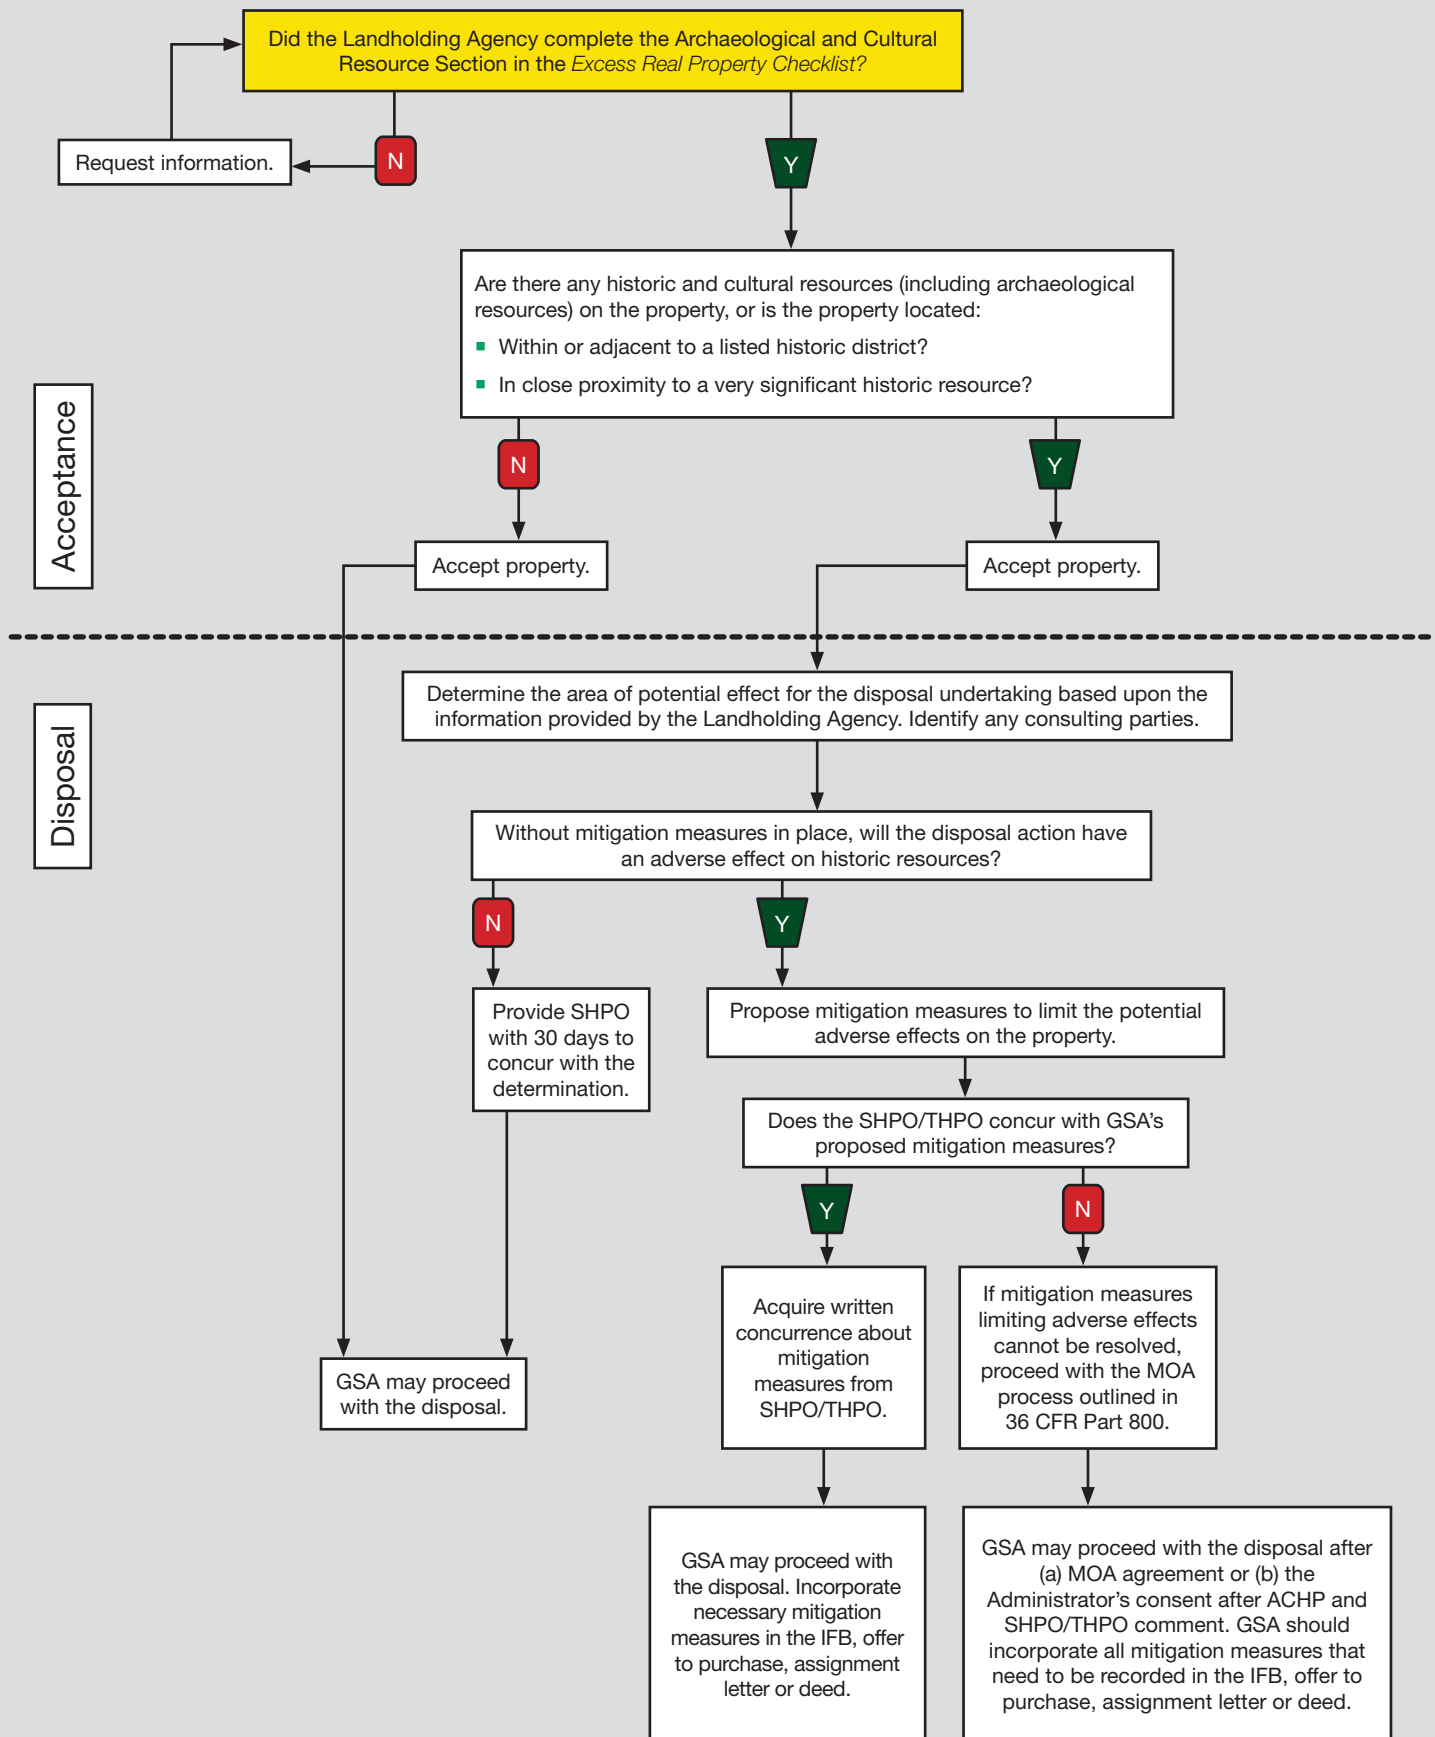 Did the Landholding Agency complete the Archaeological and Cultural
Resource Section in the Excess Real Property Checklist?
Request information.
N
Y
Are there any historic and cultural resources (including archaeological
resources) on the property, or is the property located:
▪ Within or adjacent to a listed historic district?
▪ In close proximity to a very significant historic resource?
Acceptance
N
Y
Accept property.
Accept property.
Determine the area of potential effect for the disposal undertaking based upon the
information provided by the Landholding Agency. Identify any consulting parties.
Disposal
Without mitigation measures in place, will the disposal action have
an adverse effect on historic resources?
N
Y
Provide SHPO
with 30 days to
concur with the
determination.
Propose mitigation measures to limit the potential
adverse effects on the property.
Does the SHPO/THPO concur with GSA's
proposed mitigation measures?
Y
N
Acquire written
concurrence about
mitigation
measures from
SHPO/THPO.
If mitigation measures
limiting adverse effects
cannot be resolved,
proceed with the MOA
process outlined in
36 CFR Part 800.
GSA may proceed
with the disposal.
GSA may proceed with
the disposal. Incorporate
necessary mitigation
measures in the IFB, offer
to purchase, assignment
letter or deed.
GSA may proceed with the disposal after
(a) MOA agreement or (b) the
Administrator's consent after ACHP and
SHPO/THPO comment. GSA should
incorporate all mitigation measures that
need to be recorded in the IFB, offer to
purchase, assignment letter or deed.